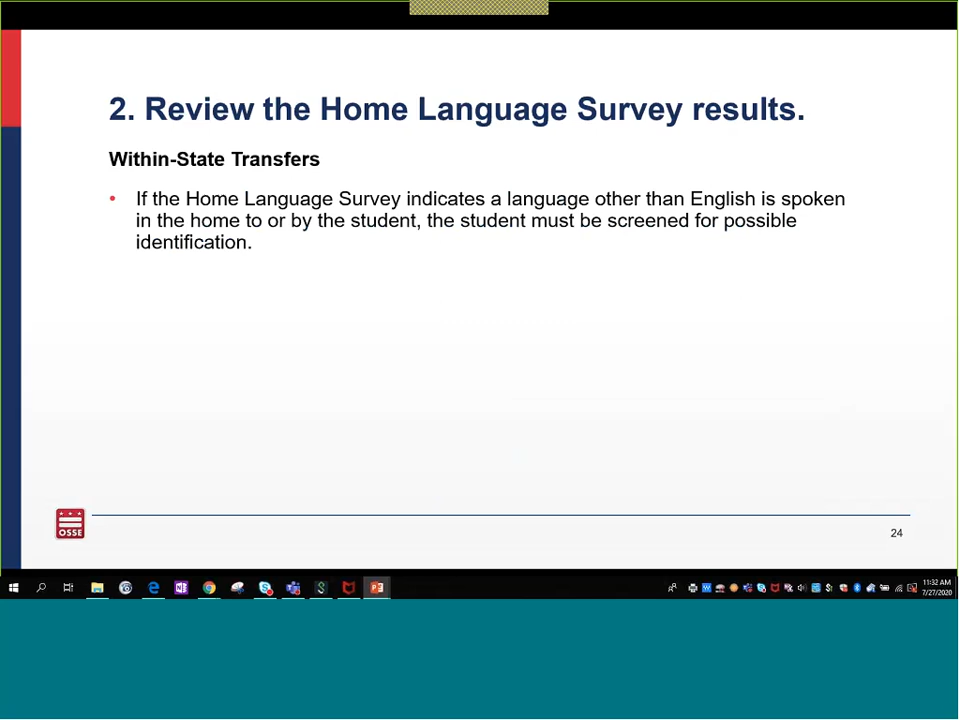 2. Review the Home Language Survey results.
Within-State Transfers
• If the Home Language Survey indicates a language other than English is spoken
in the home to or by the student, the student must be screened for possible
identification.
OSSE
24
11:32 AM
7/27/2020